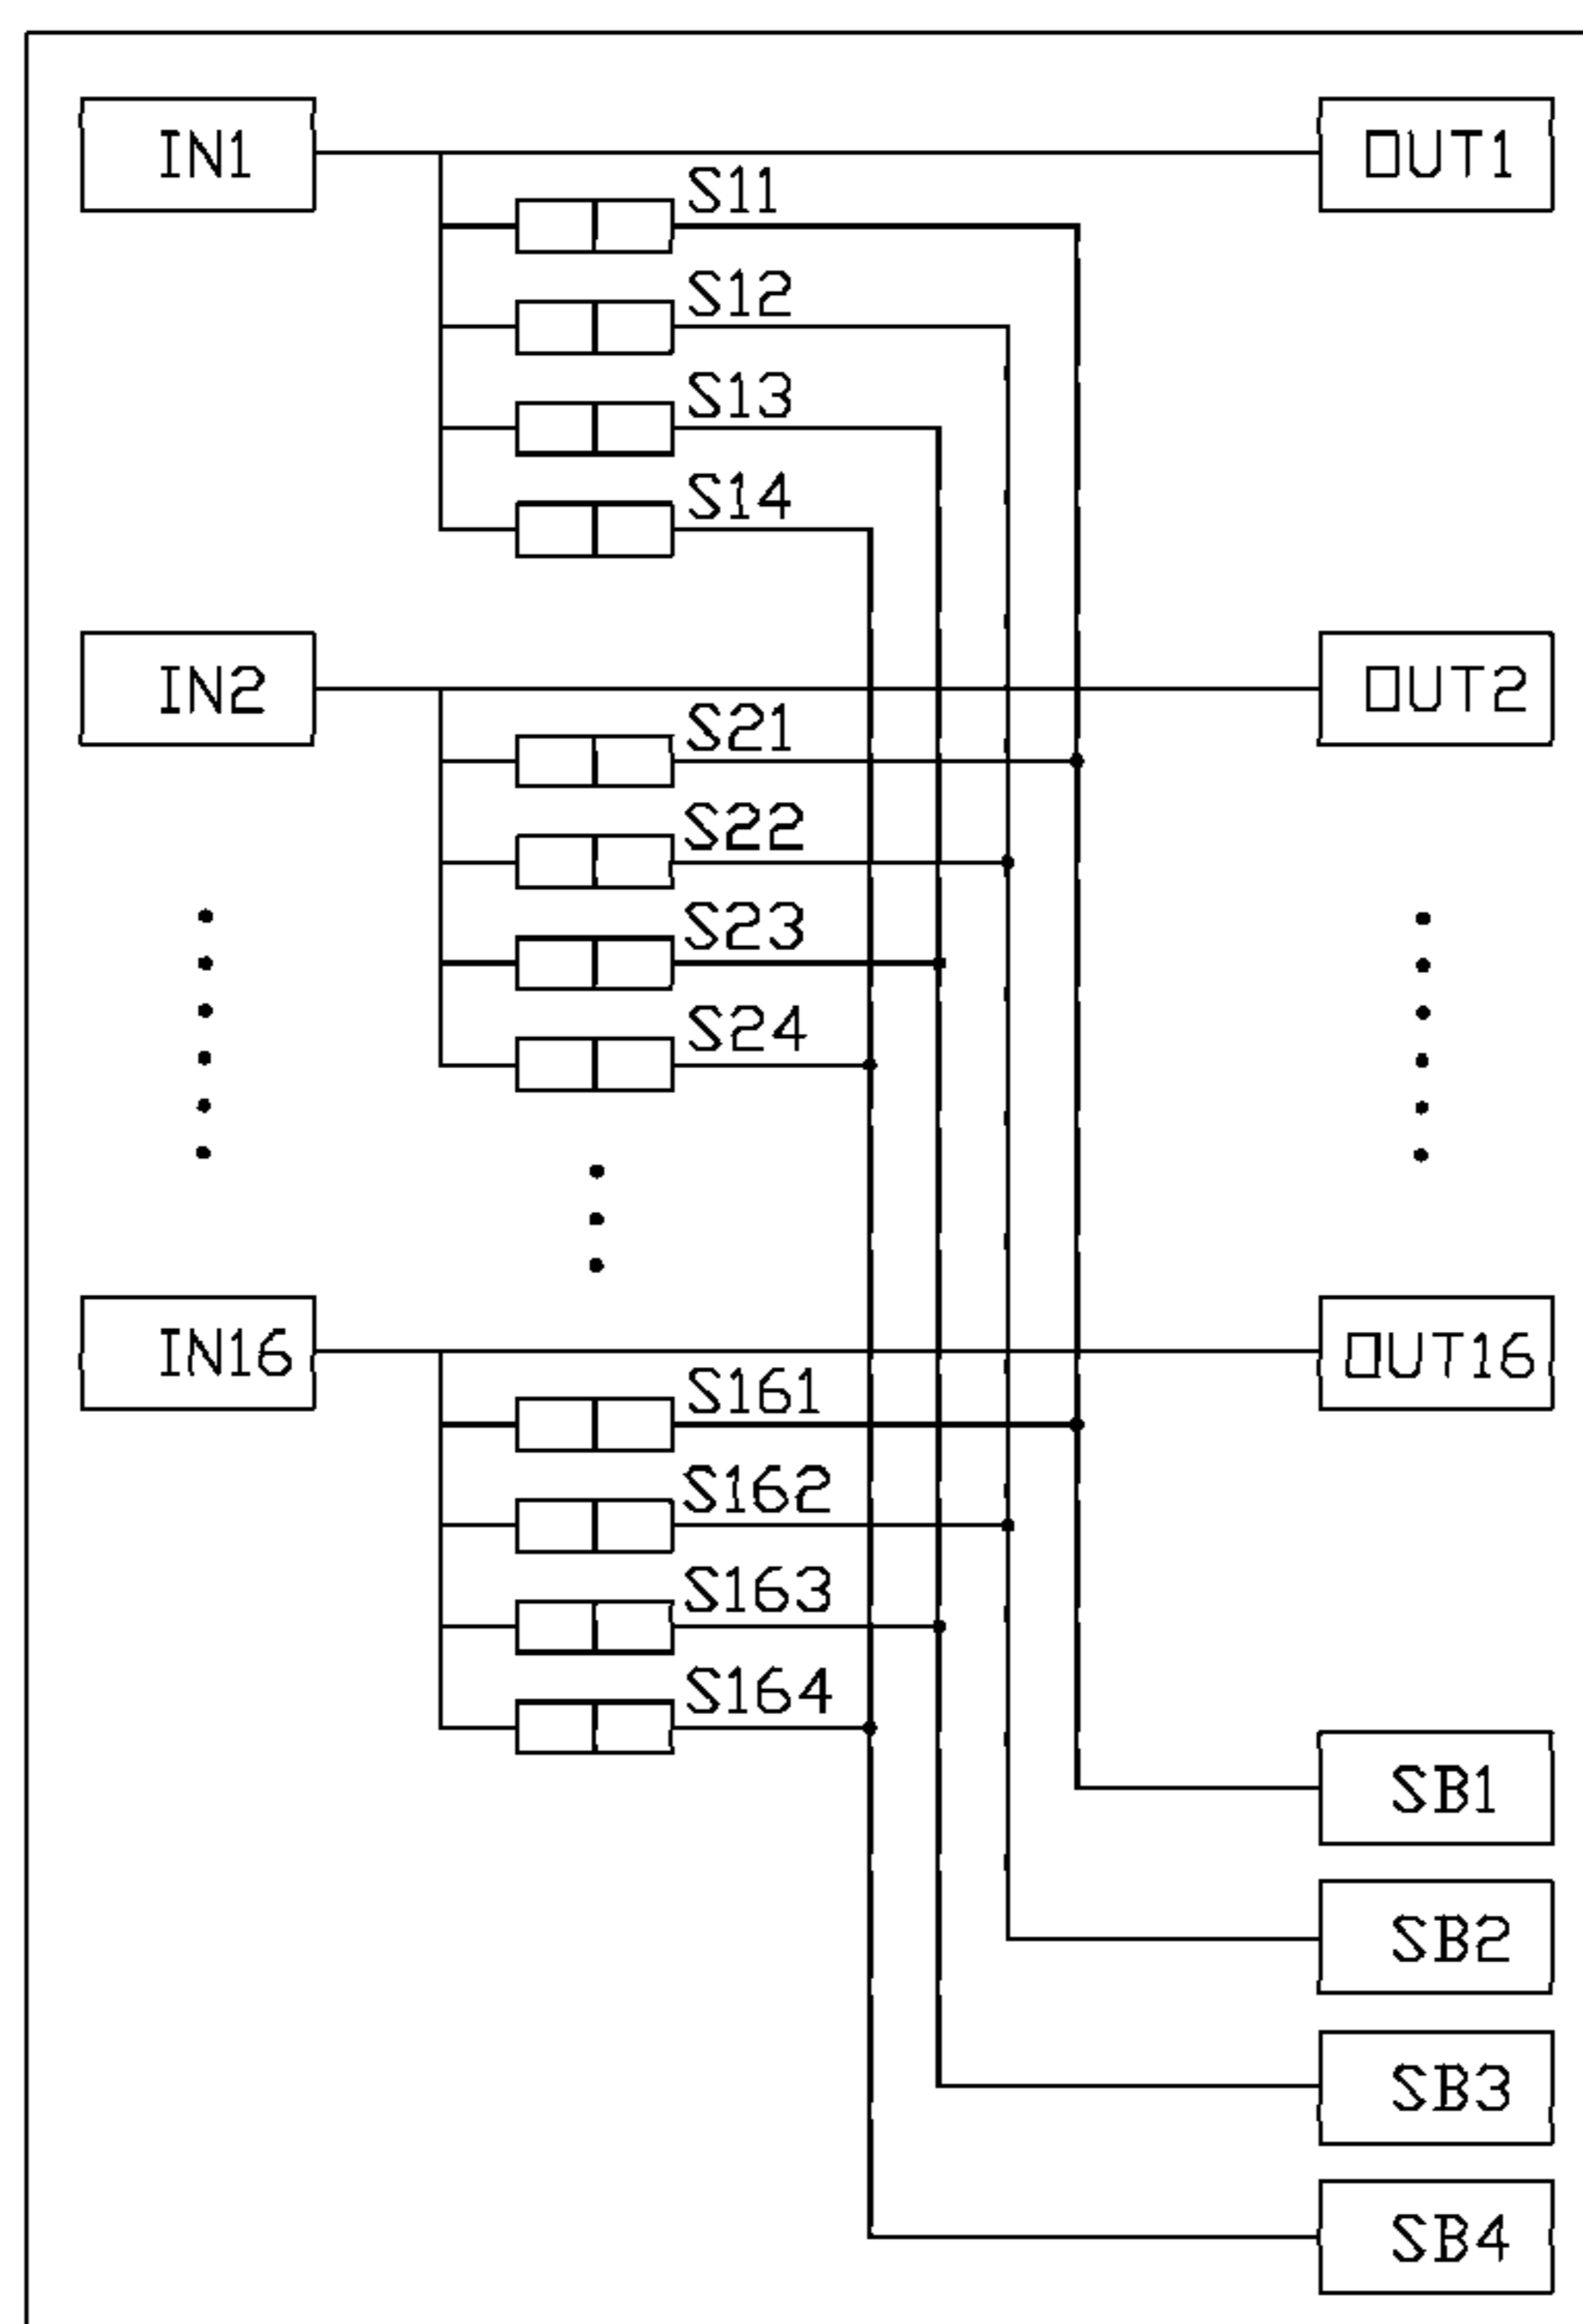 IN1
OUT1
S11
S12
S13
S14
IN2
OUT2
S21
S22
S23
S24
IN16
OUT16
S161
S162
S163
S164
SB1
SB2
SB3
SB4